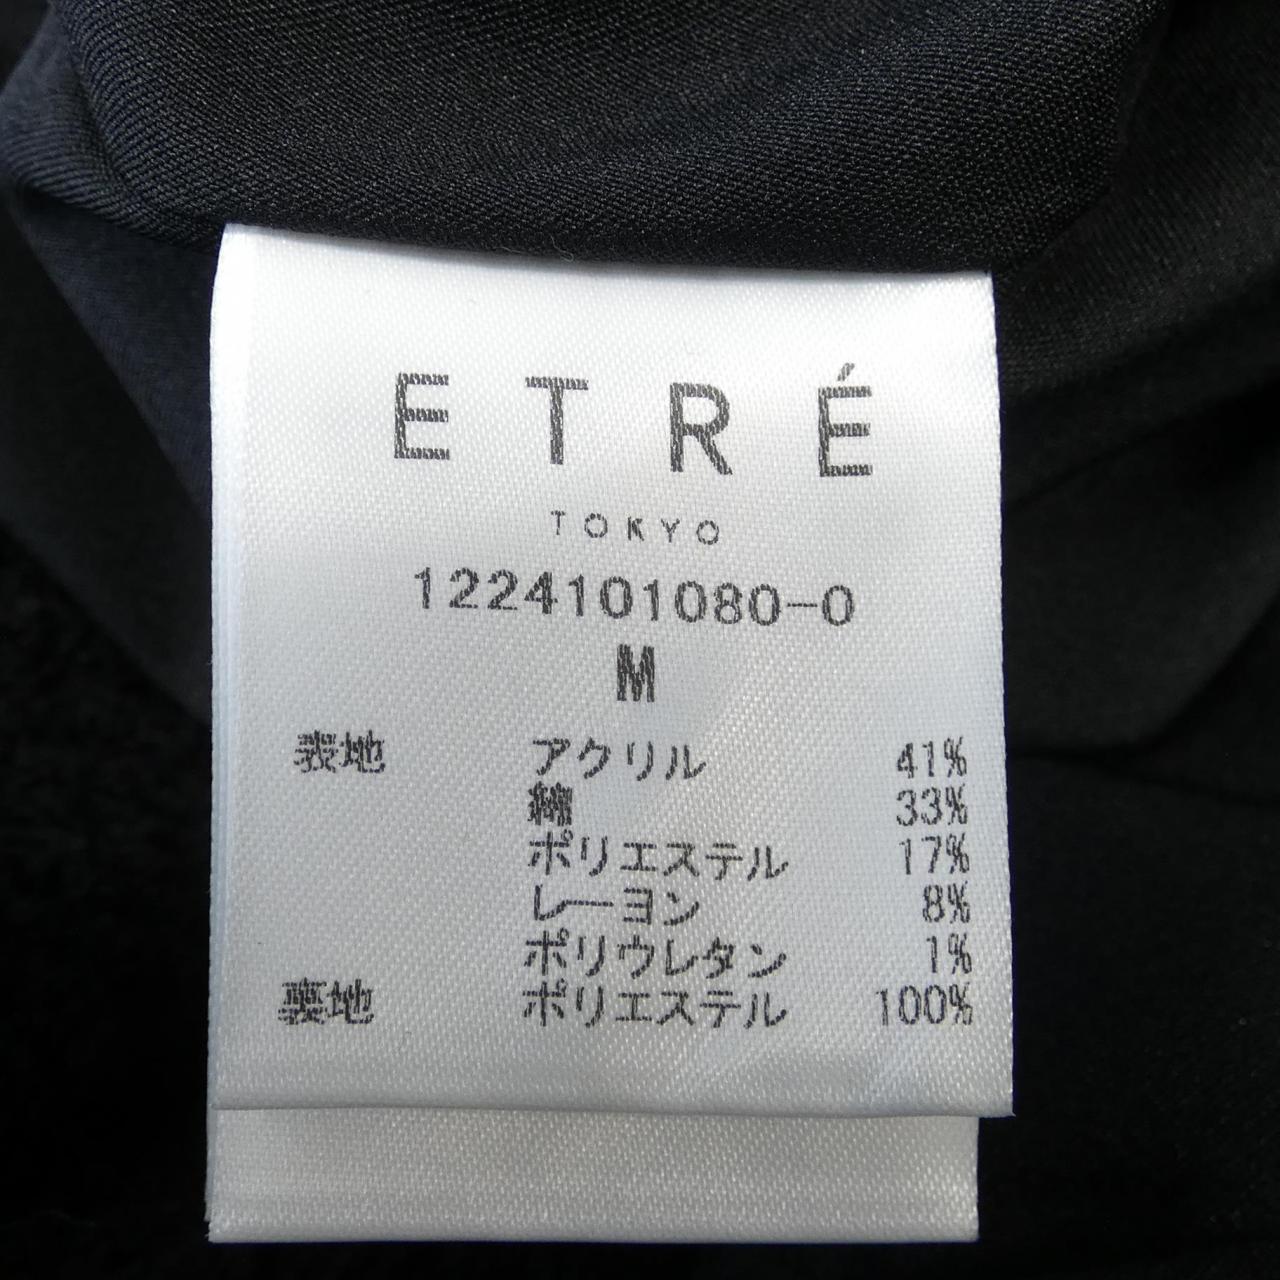 ETRÉ
TOKYO
1224101080-0
M
表地 アクリル 41%
綿 33%
ポリエステル 17%
レーヨン 8%
ポリウレタン 1%
裏地 ポリエステル 100%